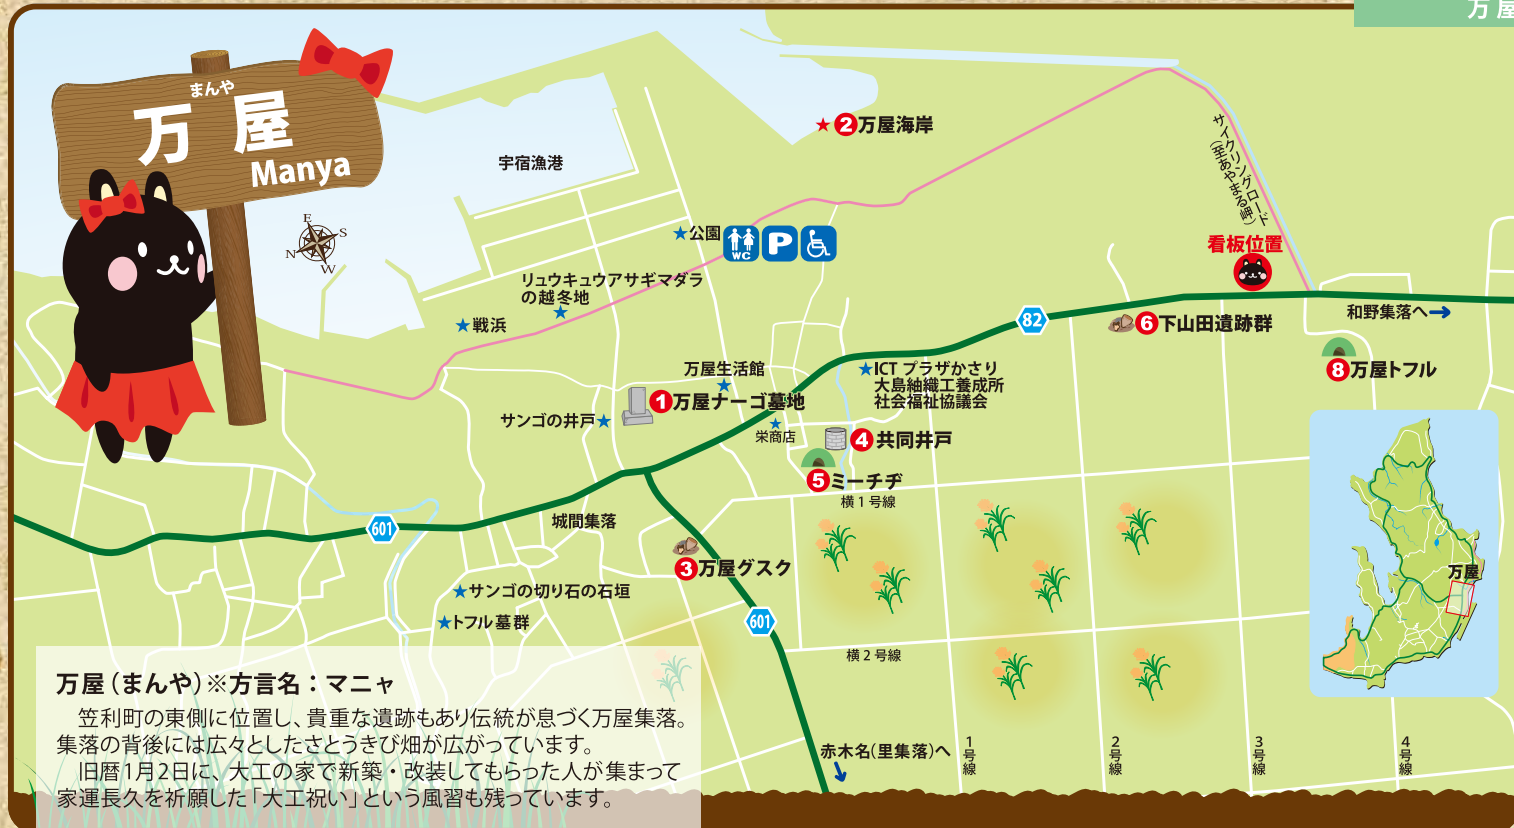 万屋
まんや
万屋
Manya
E
S
N
W
宇宿漁港
★❷万屋海岸
サイクリングロード
(至あやまる岬)
★公園
WC
P
看板位置
リュウキュウアサギマダラ
の越冬地
★
★戦浜
82
❻下山田遺跡群
和野集落へ→
❽万屋トフル
万屋生活館
★
★ICT プラザかさり
大島紬織工養成所
社会福祉協議会
❶万屋ナーゴ墓地
サンゴの井戸★
★
栄商店
❹共同井戸
❺ミーチヂ
横1号線
601
城間集落
❸万屋グスク
★サンゴの切り石の石垣
★トフル墓群
601
横2号線
万屋
赤木名(里集落)へ
1号線
2号線
3号線
4号線
万屋(まんや)※方言名:マニャ
笠利町の東側に位置し、貴重な遺跡もあり伝統が息づく万屋集落。
集落の背後には広々としたさとうきび畑が広がっています。
旧暦1月2日に、大工の家で新築・改装してもらった人が集まって
家運長久を祈願した「大工祝い」という風習も残っています。